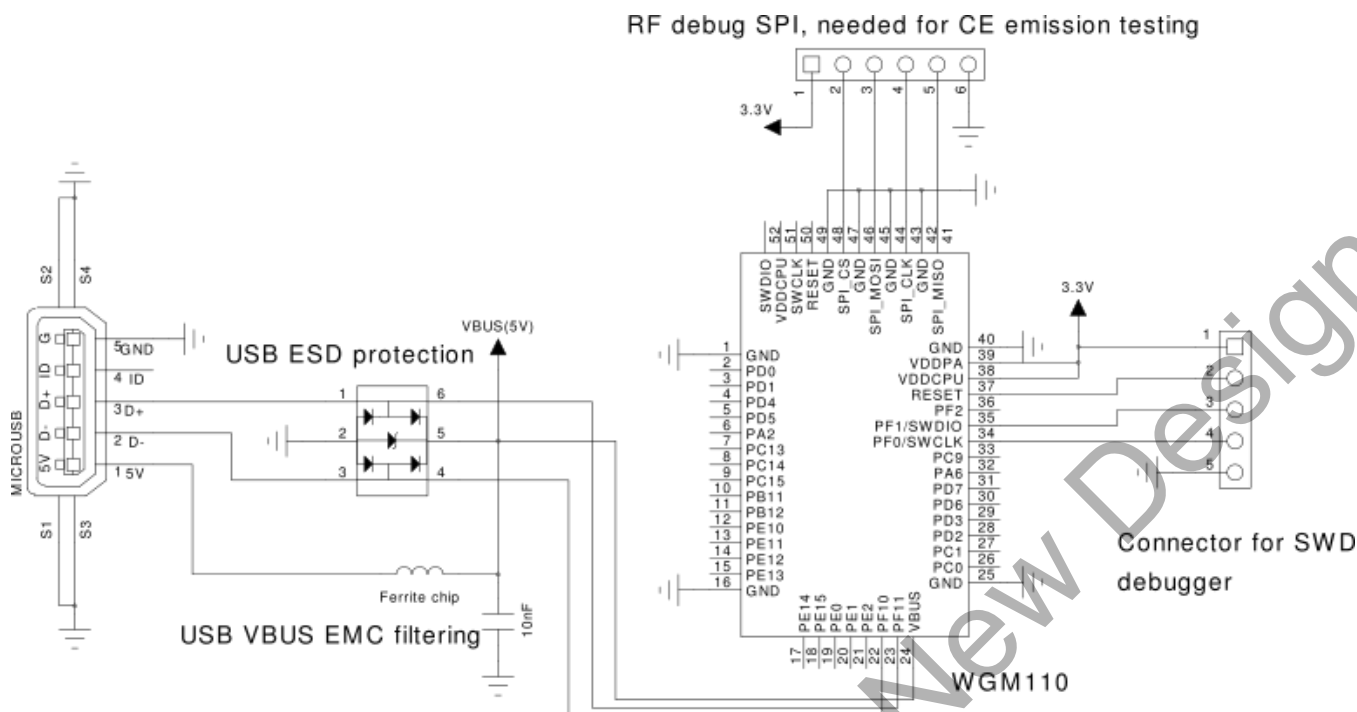 RF debug SPI, needed for CE emission testing
1 2 3 4 5 6
3.3V
S2 S4
MICROUSB
G ID D+ D- 5V
5 GND
4 ID
3 D+
2 D-
1 5V
S1 S3
USB ESD protection
VBUS(5V)
1 6
2 5
3 4
Ferrite chip
10nF
USB VBUS EMC filtering
52 51 50 49 48 47 46 45 44 43 42 41
SWDIO
VDDCPU
SWCLK
RESET
GND
SPI_CS
GND
SPI_MOSI
GND
SPI_CLK
GND
SPI_MISO
1 GND
2 PD0
3 PD1
4 PD4
5 PD5
6 PA2
7 PC13
8 PC14
9 PC15
10 PB11
11 PB12
12 PE10
13 PE11
14 PE12
15 PE13
16 GND
17 PE14
18 PE15
19 PE0
20 PE1
21 PE2
22 PF10
23 PF11
24 VBUS
GND 40
VDDPA 39
VDDCPU 38
RESET 37
PF2 36
PF1/SWDIO 35
PF0/SWCLK 34
PC9 33
PA6 32
PD7 31
PD6 30
PD3 29
PD2 28
PC1 27
PC0 26
GND 25
WGM110
3.3V
1
2
3
4
5
Connector for SWD
debugger
New Design